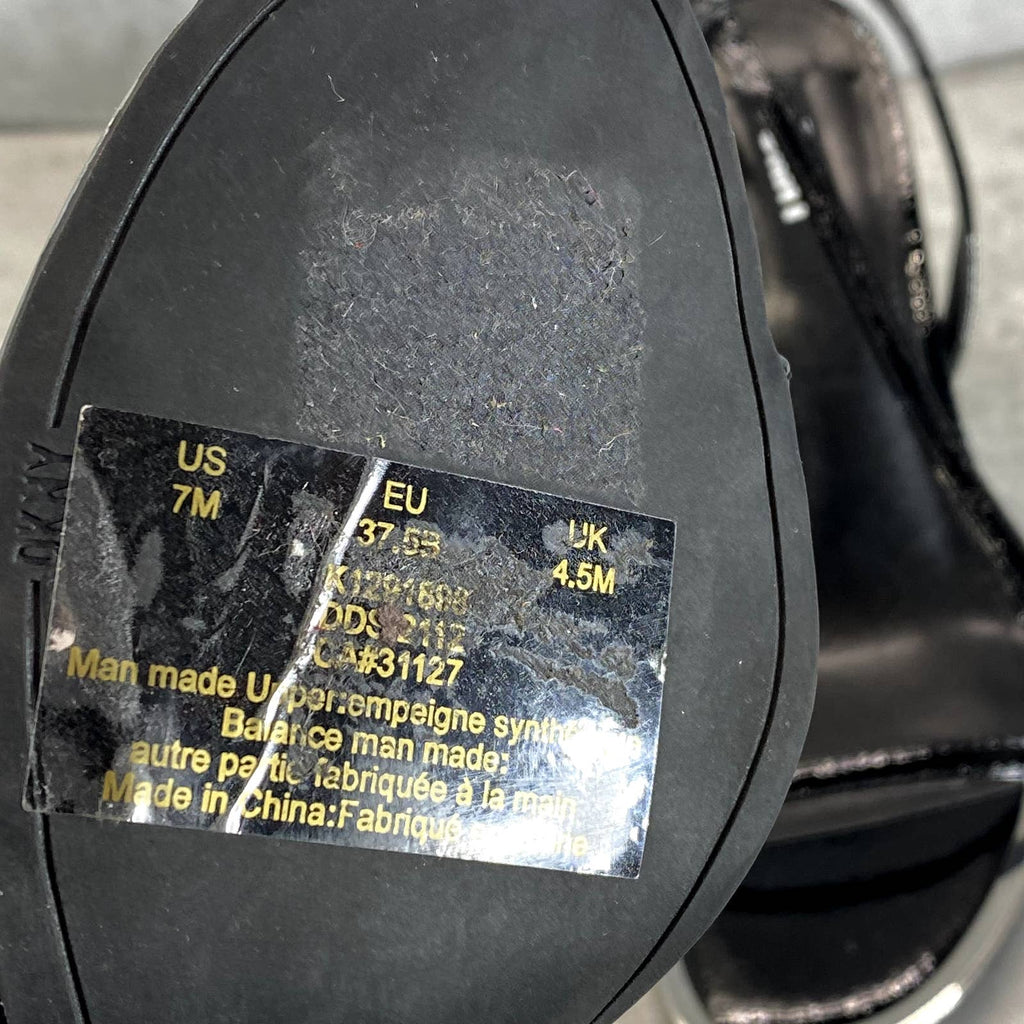 DKNY
US EU UK
7M 37.5B 4.5M
DDS 2112
CA#31127
Man made Upper:empeigne synthétique
Balance man made:
autre partie fabriquée à la main
Made in China:Fabriqué en Chine